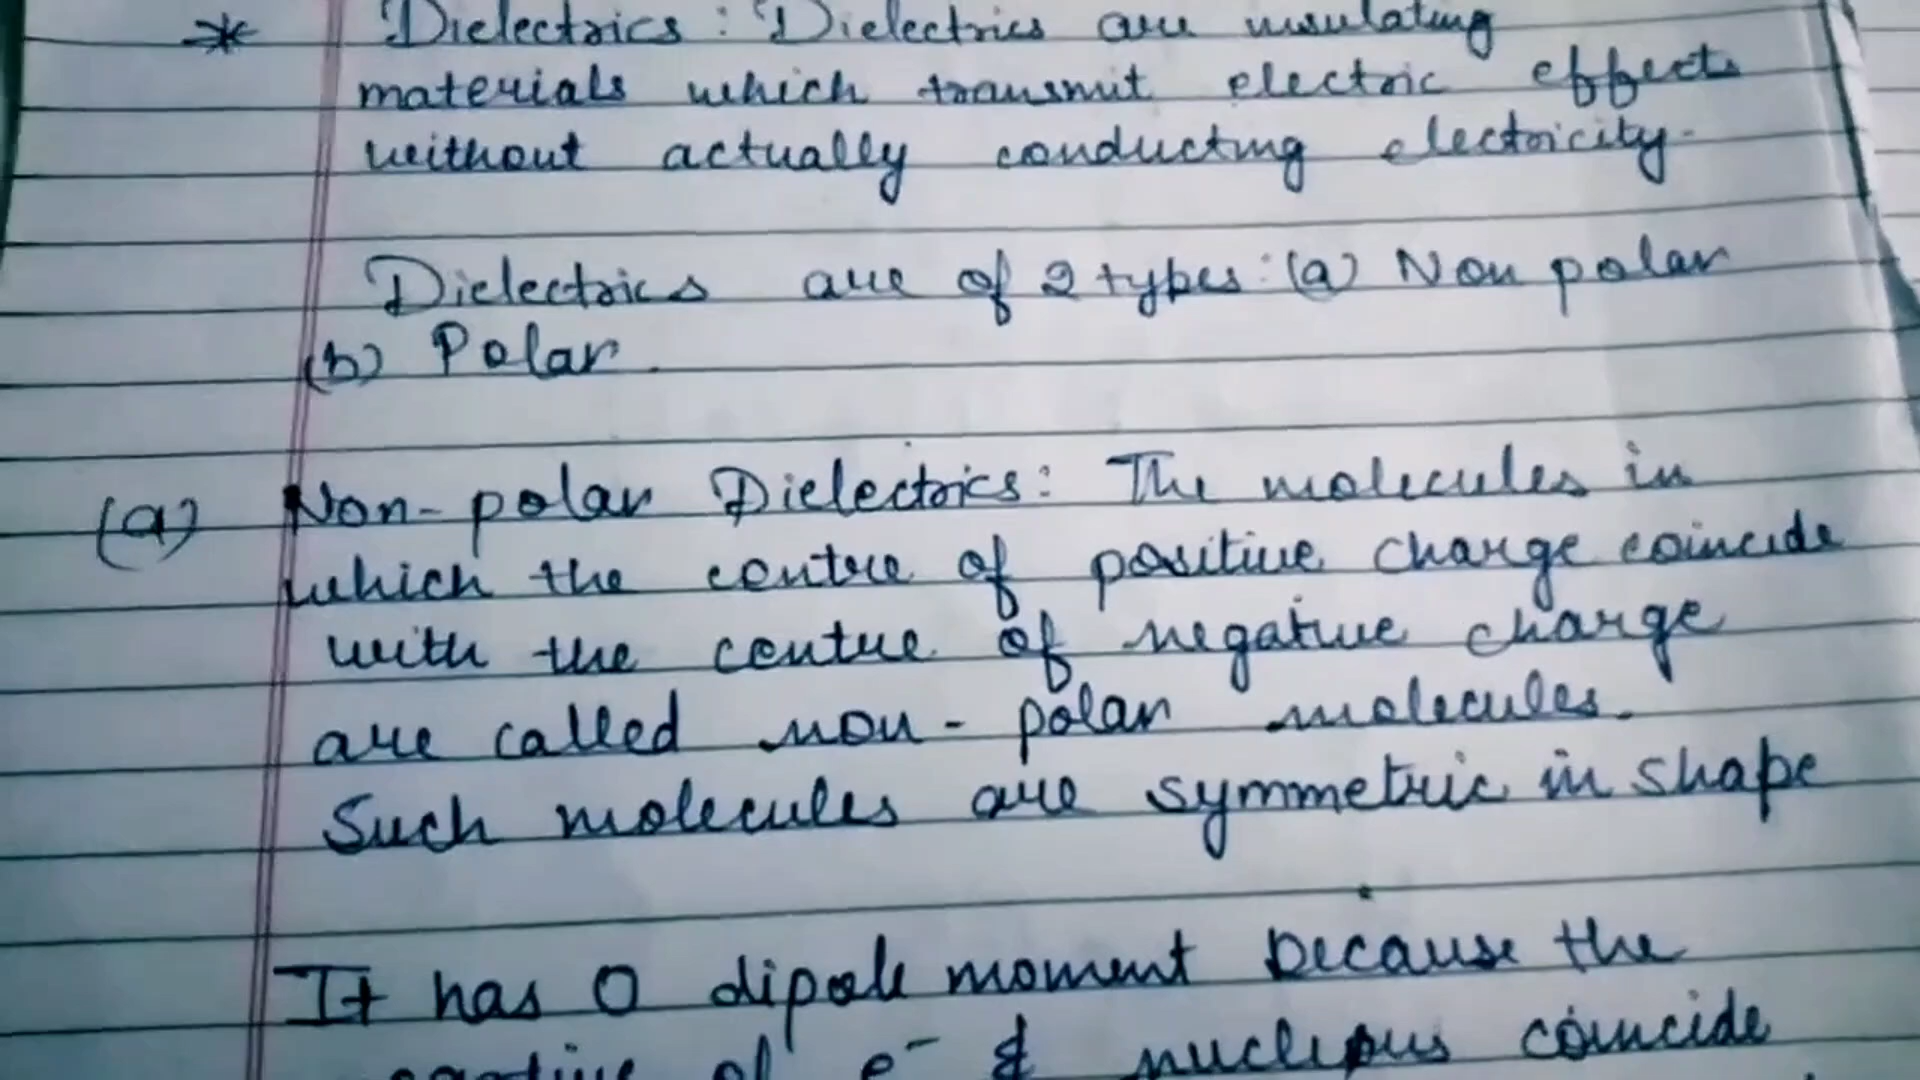 * Dielectrics : Dielectrics are insulating
materials which transmit electric effects
without actually conducting electricity.
Dielectrics are of 2 types : (a) Non polar
(b) Polar.
(a) Non-polar Dielectrics : The molecules in
which the centre of positive charge coincide
with the centre of negative charge
are called non-polar molecules.
Such molecules are symmetric in shape
It has 0 dipole moment because the
of e⁻ & coincide